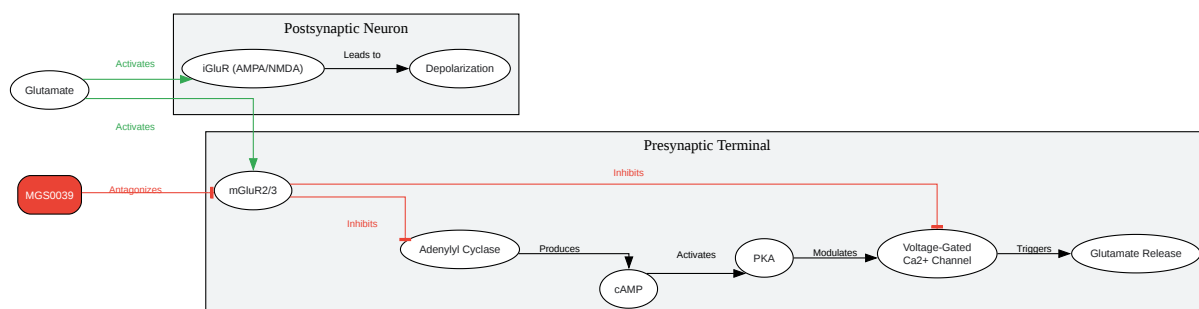 Postsynaptic Neuron
Activates
iGluR (AMPA/NMDA)
Leads to
Depolarization
Glutamate
Activates
Presynaptic Terminal
MGS0039
Antagonizes
mGluR2/3
Inhibits
Inhibits
Adenylyl Cyclase
Produces
cAMP
Activates
PKA
Modulates
Voltage-Gated
Ca2+ Channel
Triggers
Glutamate Release